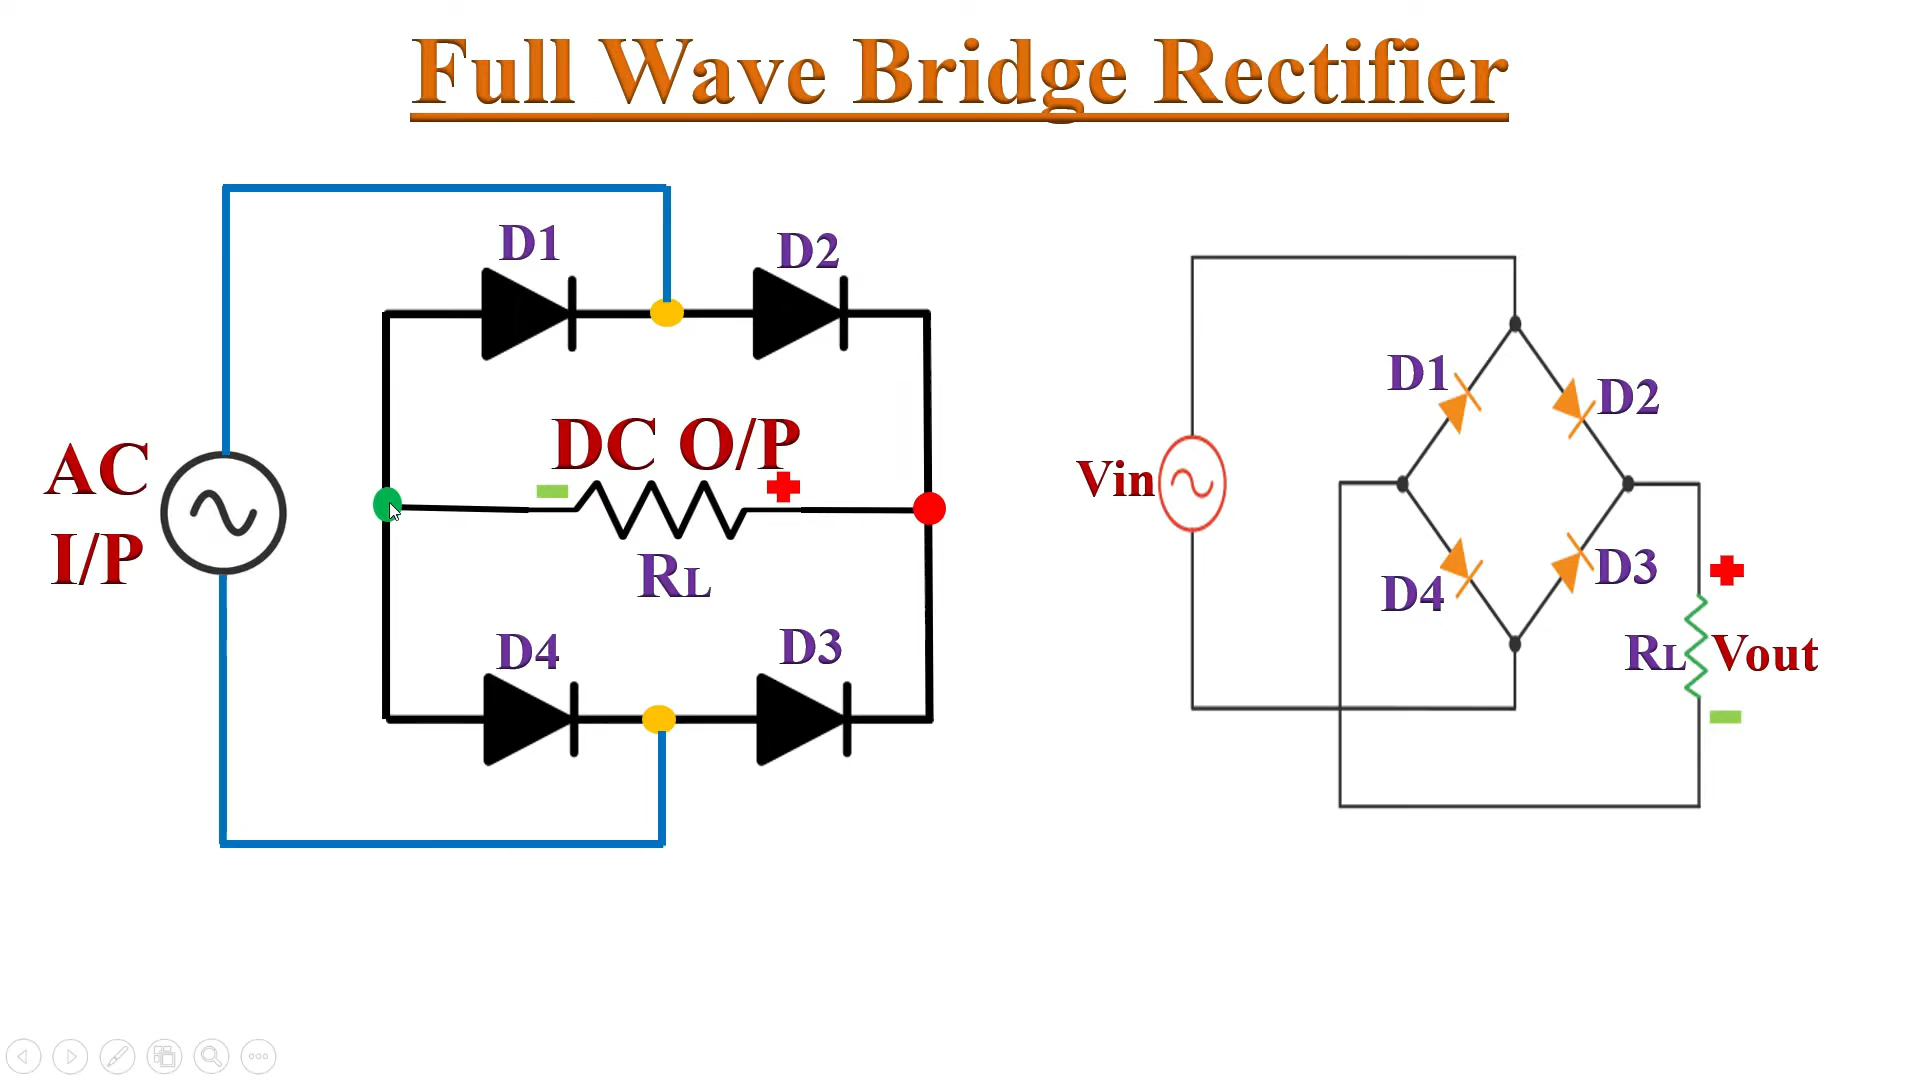 Full Wave Bridge Rectifier
D1
D2
AC
I/P
DC O/P
RL
D4
D3
Vin
D1
D2
D4
D3
RL
Vout